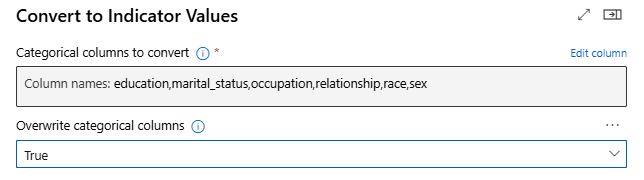 Convert to Indicator Values
Categorical columns to convert * Edit column
Column names: education,marital_status,occupation,relationship,race,sex
Overwrite categorical columns ...
True